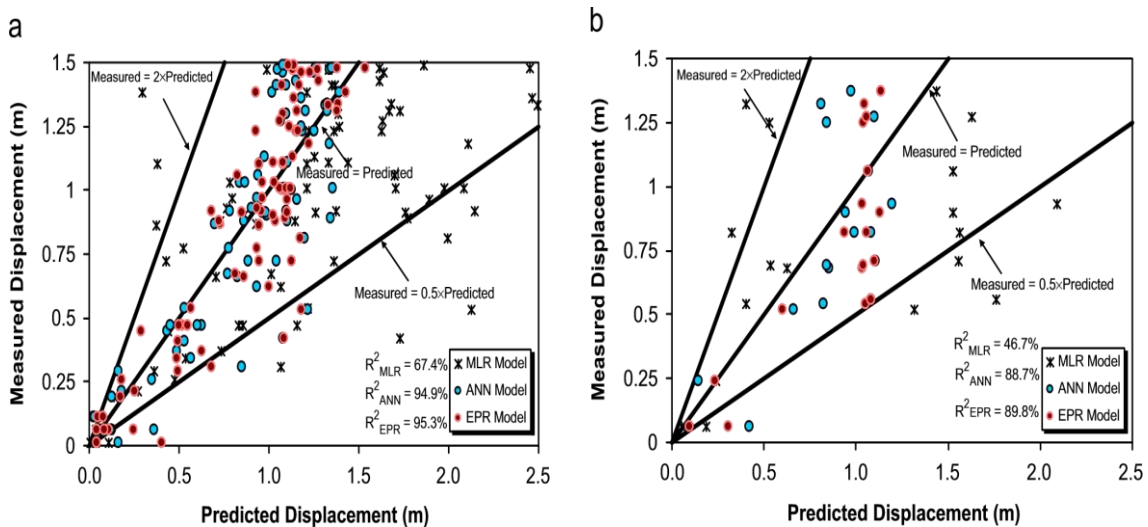 a
Measured Displacement (m)
1.5
1.25
1
0.75
0.5
0.25
0
Measured = 2×Predicted
Measured = Predicted
Measured = 0.5×Predicted
R²MLR = 67.4%
R²ANN = 94.9%
R²EPR = 95.3%
MLR Model
ANN Model
EPR Model
0.0 0.5 1.0 1.5 2.0 2.5
Predicted Displacement (m)
b
Measured Displacement (m)
1.5
1.25
1
0.75
0.5
0.25
0
Measured = 2×Predicted
Measured = Predicted
Measured = 0.5×Predicted
R²MLR = 46.7%
R²ANN = 88.7%
R²EPR = 89.8%
MLR Model
ANN Model
EPR Model
0.0 0.5 1.0 1.5 2.0 2.5
Predicted Displacement (m)